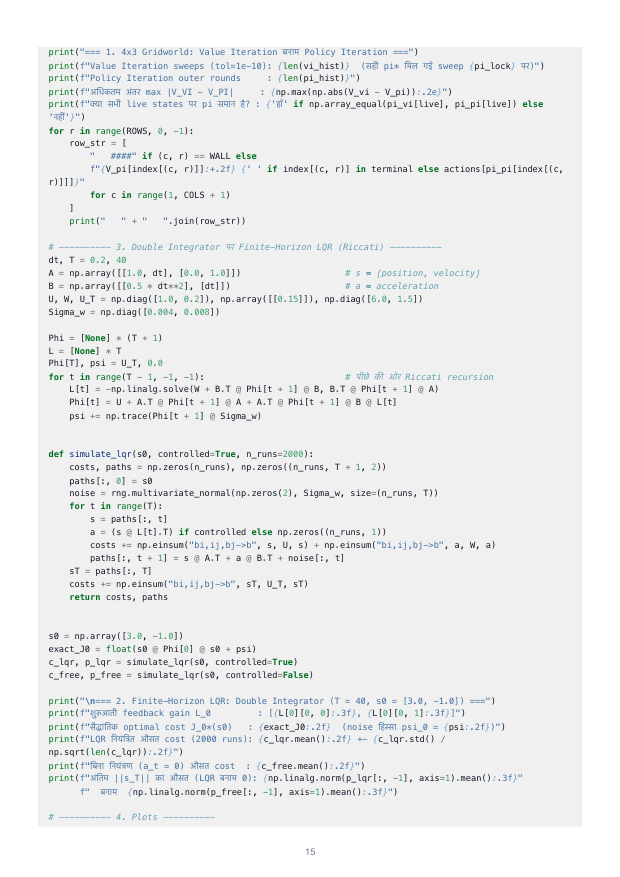 print("=== 1. 4x3 Gridworld: Value Iteration बनाम Policy Iteration ===")
print(f"Value Iteration sweeps (tol=1e-10): {len(vi_hist)}  (सही pi* मिल गई sweep {pi_lock} पर)")
print(f"Policy Iteration outer rounds     : {len(pi_hist)}")
print(f"अधिकतम अंतर max |V_VI − V_PI|     : {np.max(np.abs(V_vi − V_pi)):.2e}")
print(f"क्या सभी live states पर pi समान है? : {'हाँ' if np.array_equal(pi_vi[live], pi_pi[live]) else
'नहीं'}")
for r in range(ROWS, 0, −1):
    row_str = [
        "   ####" if (c, r) == WALL else
        f"{V_pi[index[(c, r)]]:+.2f} {' ' if index[(c, r)] in terminal else actions[pi_pi[index[(c,
r)]]]}"
        for c in range(1, COLS + 1)
    ]
    print("   " + "   ".join(row_str))

# −−−−−−−−−− 3. Double Integrator पर Finite−Horizon LQR (Riccati) −−−−−−−−−−
dt, T = 0.2, 40
A = np.array([[1.0, dt], [0.0, 1.0]])                    # s = [position, velocity]
B = np.array([[0.5 * dt**2], [dt]])                      # a = acceleration
U, W, U_T = np.diag([1.0, 0.2]), np.array([[0.15]]), np.diag([6.0, 1.5])
Sigma_w = np.diag([0.004, 0.008])

Phi = [None] * (T + 1)
L = [None] * T
Phi[T], psi = U_T, 0.0
for t in range(T − 1, −1, −1):                           # पीछे की ओर Riccati recursion
    L[t] = −np.linalg.solve(W + B.T @ Phi[t + 1] @ B, B.T @ Phi[t + 1] @ A)
    Phi[t] = U + A.T @ Phi[t + 1] @ A + A.T @ Phi[t + 1] @ B @ L[t]
    psi += np.trace(Phi[t + 1] @ Sigma_w)


def simulate_lqr(s0, controlled=True, n_runs=2000):
    costs, paths = np.zeros(n_runs), np.zeros((n_runs, T + 1, 2))
    paths[:, 0] = s0
    noise = rng.multivariate_normal(np.zeros(2), Sigma_w, size=(n_runs, T))
    for t in range(T):
        s = paths[:, t]
        a = (s @ L[t].T) if controlled else np.zeros((n_runs, 1))
        costs += np.einsum("bi,ij,bj−>b", s, U, s) + np.einsum("bi,ij,bj−>b", a, W, a)
        paths[:, t + 1] = s @ A.T + a @ B.T + noise[:, t]
    sT = paths[:, T]
    costs += np.einsum("bi,ij,bj−>b", sT, U_T, sT)
    return costs, paths


s0 = np.array([3.0, −1.0])
exact_J0 = float(s0 @ Phi[0] @ s0 + psi)
c_lqr, p_lqr = simulate_lqr(s0, controlled=True)
c_free, p_free = simulate_lqr(s0, controlled=False)

print("\n=== 2. Finite−Horizon LQR: Double Integrator (T = 40, s0 = [3.0, −1.0]) ===")
print(f"शुरुआती feedback gain L_0         : [{L[0][0, 0]:.3f}, {L[0][0, 1]:.3f}]")
print(f"सैद्धांतिक optimal cost J_0*(s0)   : {exact_J0:.2f}  (noise हिस्सा psi_0 = {psi:.2f})")
print(f"LQR नियंत्रित औसत cost (2000 runs): {c_lqr.mean():.2f} +− {c_lqr.std() /
np.sqrt(len(c_lqr)):.2f}")
print(f"बिना नियंत्रण (a_t = 0) औसत cost  : {c_free.mean():.2f}")
print(f"अंतिम ||s_T|| का औसत (LQR बनाम 0): {np.linalg.norm(p_lqr[:, −1], axis=1).mean():.3f}"
      f"  बनाम  {np.linalg.norm(p_free[:, −1], axis=1).mean():.3f}")

# −−−−−−−−−− 4. Plots −−−−−−−−−−
15